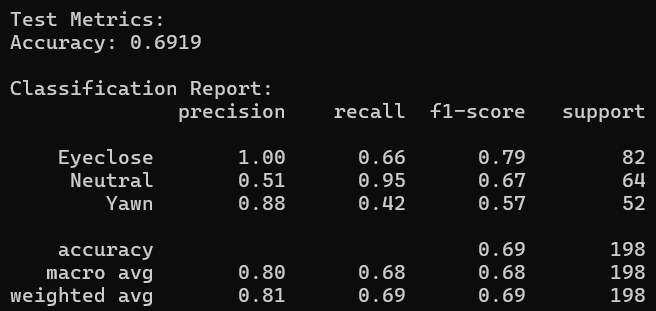 Test Metrics:
Accuracy: 0.6919
Classification Report:
precision recall f1-score support
Eyeclose 1.00 0.66 0.79 82
Neutral 0.51 0.95 0.67 64
Yawn 0.88 0.42 0.57 52
accuracy 0.69 198
macro avg 0.80 0.68 0.68 198
weighted avg 0.81 0.69 0.69 198